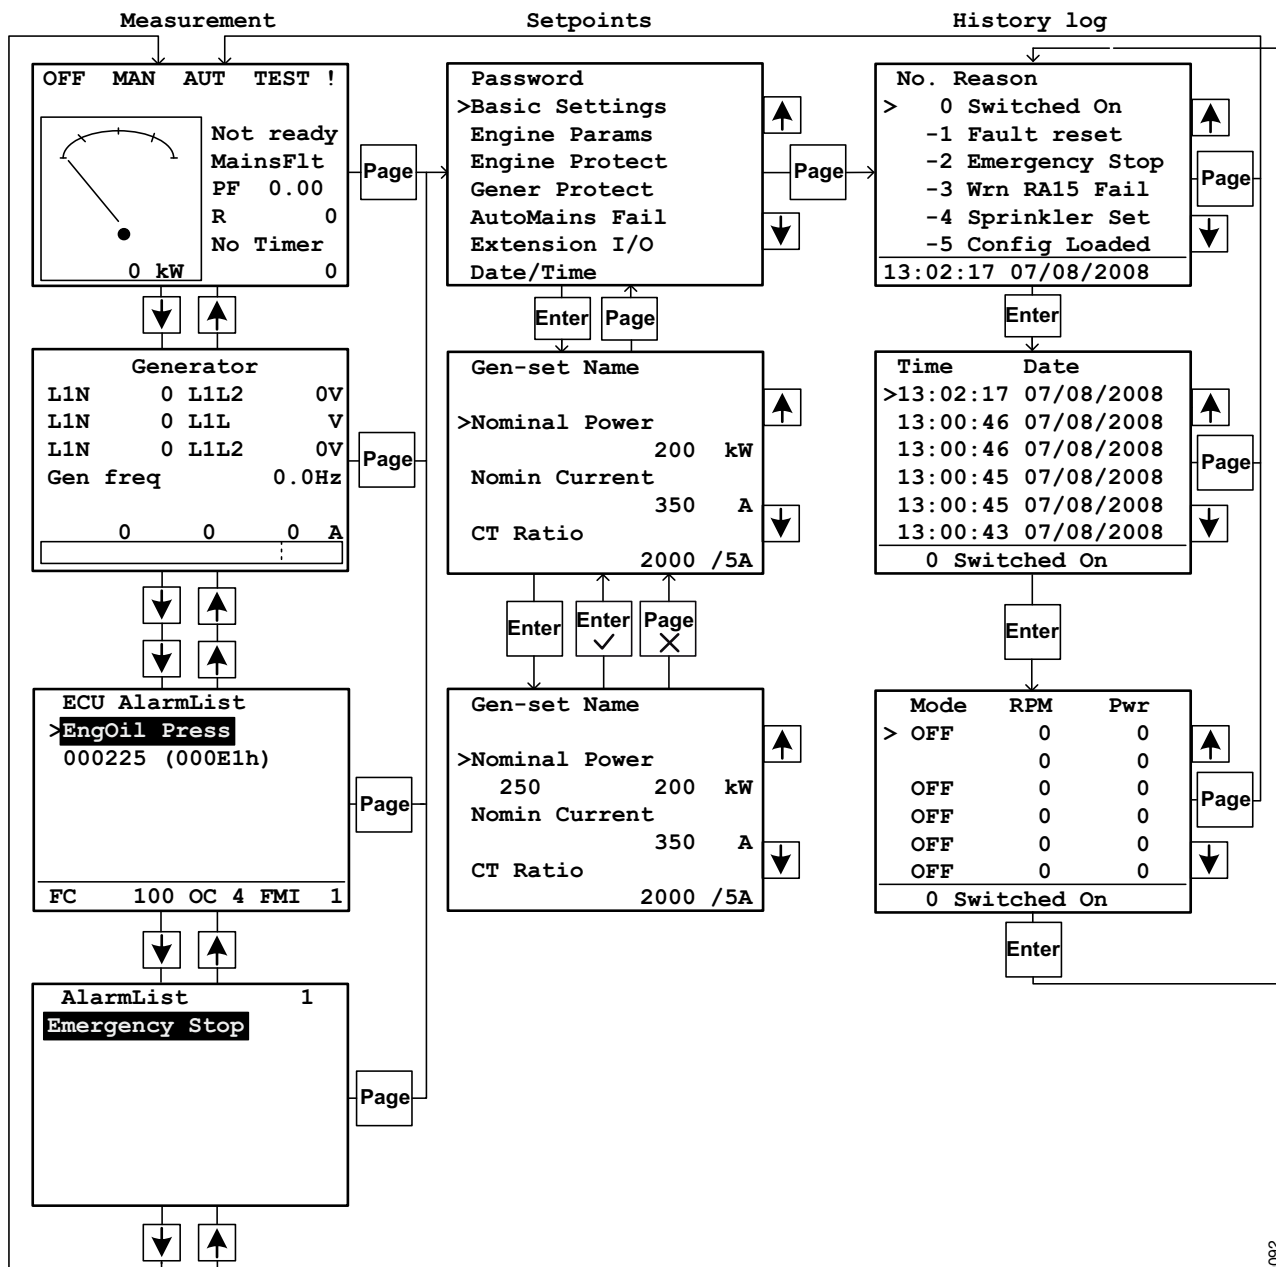 Measurement
OFF MAN AUT TEST !
Not ready
MainsFlt
PF 0.00
R 0
No Timer
0 kW 0
Page
Generator
L1N 0 L1L2 0V
L1N 0 L1L V
L1N 0 L1L2 0V
Gen freq 0.0Hz
0 0 0 A
Page
ECU AlarmList
>EngOil Press
000225 (000E1h)
FC 100 OC 4 FMI 1
Page
AlarmList 1
Emergency Stop
Page
Setpoints
Password
>Basic Settings
Engine Params
Engine Protect
Gener Protect
AutoMains Fail
Extension I/O
Date/Time
Page
Enter Page
Gen-set Name
>Nominal Power
200 kW
Nomin Current
350 A
CT Ratio
2000 /5A
Enter Enter Page
Gen-set Name
>Nominal Power
250 200 kW
Nomin Current
350 A
CT Ratio
2000 /5A
History log
No. Reason
> 0 Switched On
-1 Fault reset
-2 Emergency Stop
-3 Wrn RA15 Fail
-4 Sprinkler Set
-5 Config Loaded
13:02:17 07/08/2008
Page
Enter
Time Date
>13:02:17 07/08/2008
13:00:46 07/08/2008
13:00:46 07/08/2008
13:00:45 07/08/2008
13:00:45 07/08/2008
13:00:43 07/08/2008
0 Switched On
Page
Enter
Mode RPM Pwr
> OFF 0 0
0 0
OFF 0 0
OFF 0 0
OFF 0 0
OFF 0 0
0 Switched On
Page
Enter
092